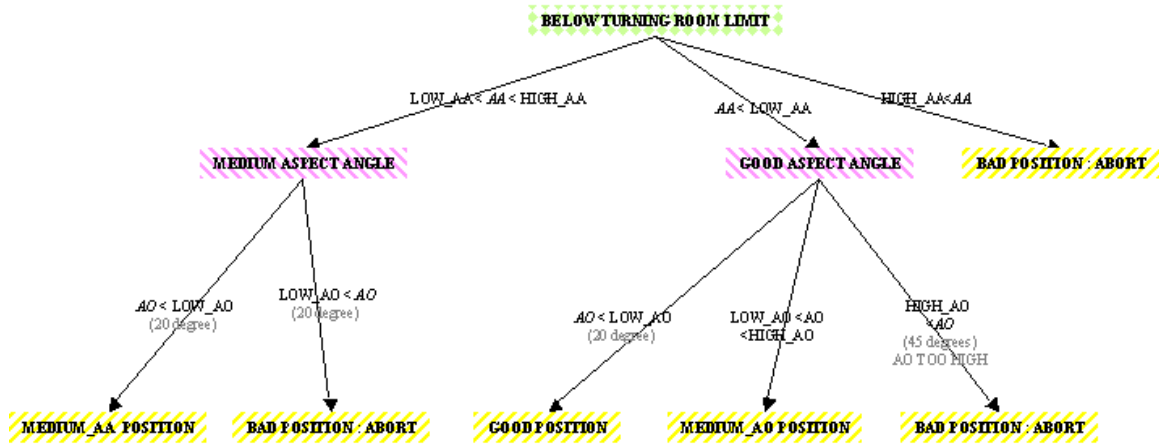 BELOW TURNING ROOM LIMIT
LOW_AA< AA < HIGH_AA
AA< LOW_AA
HIGH_AA<AA
MEDIUM ASPECT ANGLE
GOOD ASPECT ANGLE
BAD POSITION : ABORT
AO < LOW_AO
(20 degree)
LOW_AO < AO
(20 degree)
AO < LOW_AO
(20 degree)
LOW_AO <AO
<HIGH_AO
HIGH_AO
<AO
(45 degrees)
AO TOO HIGH
MEDIUM_AA POSITION
BAD POSITION : ABORT
GOOD POSITION
MEDIUM_AO POSITION
BAD POSITION : ABORT